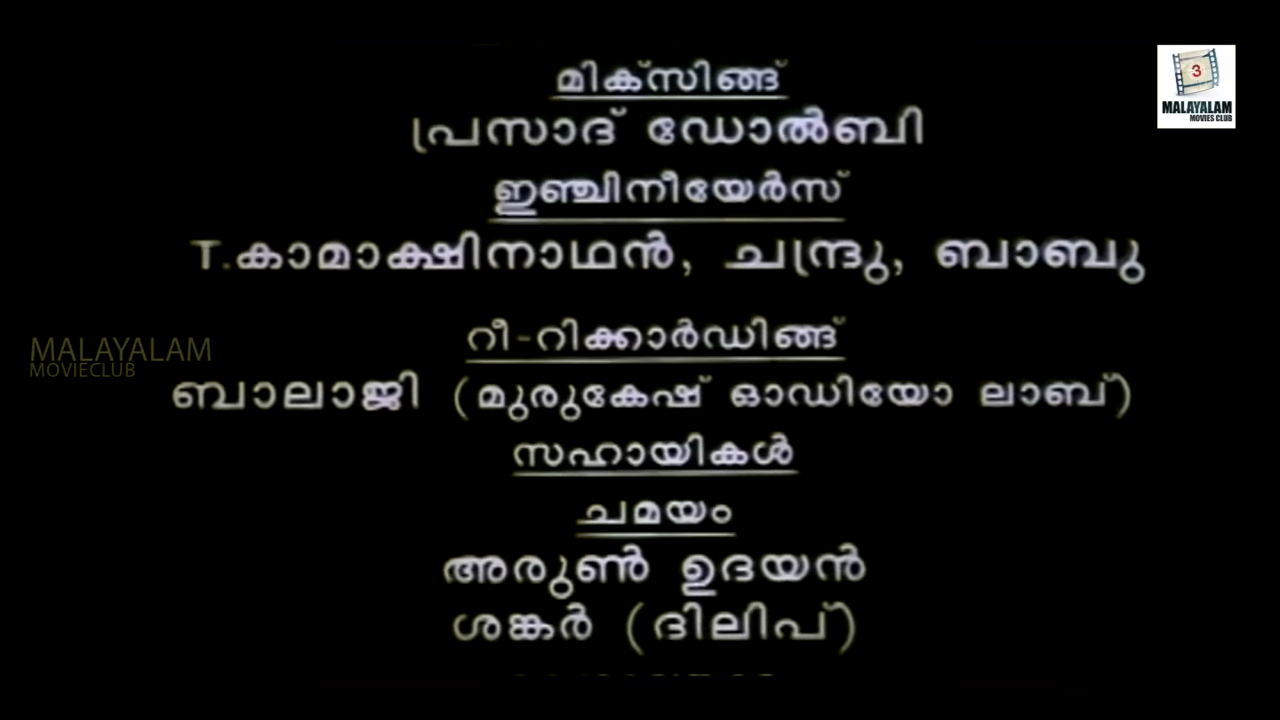 മിക്സിങ്ങ്
പ്രസാദ് ഡോൽബി
ഇഞ്ചിനീയേർസ്
T.കാമാക്ഷിനാഥൻ, ചന്ദ്രു, ബാബു
റീ-റിക്കാർഡിങ്ങ്
ബാലാജി (മുരുകേഷ് ഓഡിയോ ലാബ്)
സഹായികൾ
ചമയം
അരുൺ ഉദയൻ
ശങ്കർ (ദിലിപ്)
3
MALAYALAM
MOVIES CLUB
MALAYALAM
MOVIECLUB